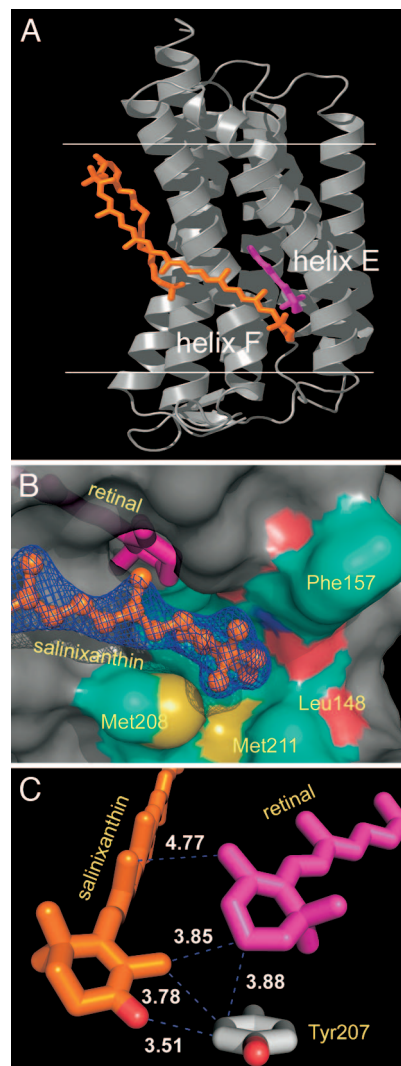 A
helix E
helix F
B
retinal
Phe157
salinixanthin
Leu148
Met208
Met211
C
salinixanthin
retinal
4.77
3.85
3.88
3.78
3.51
Tyr207